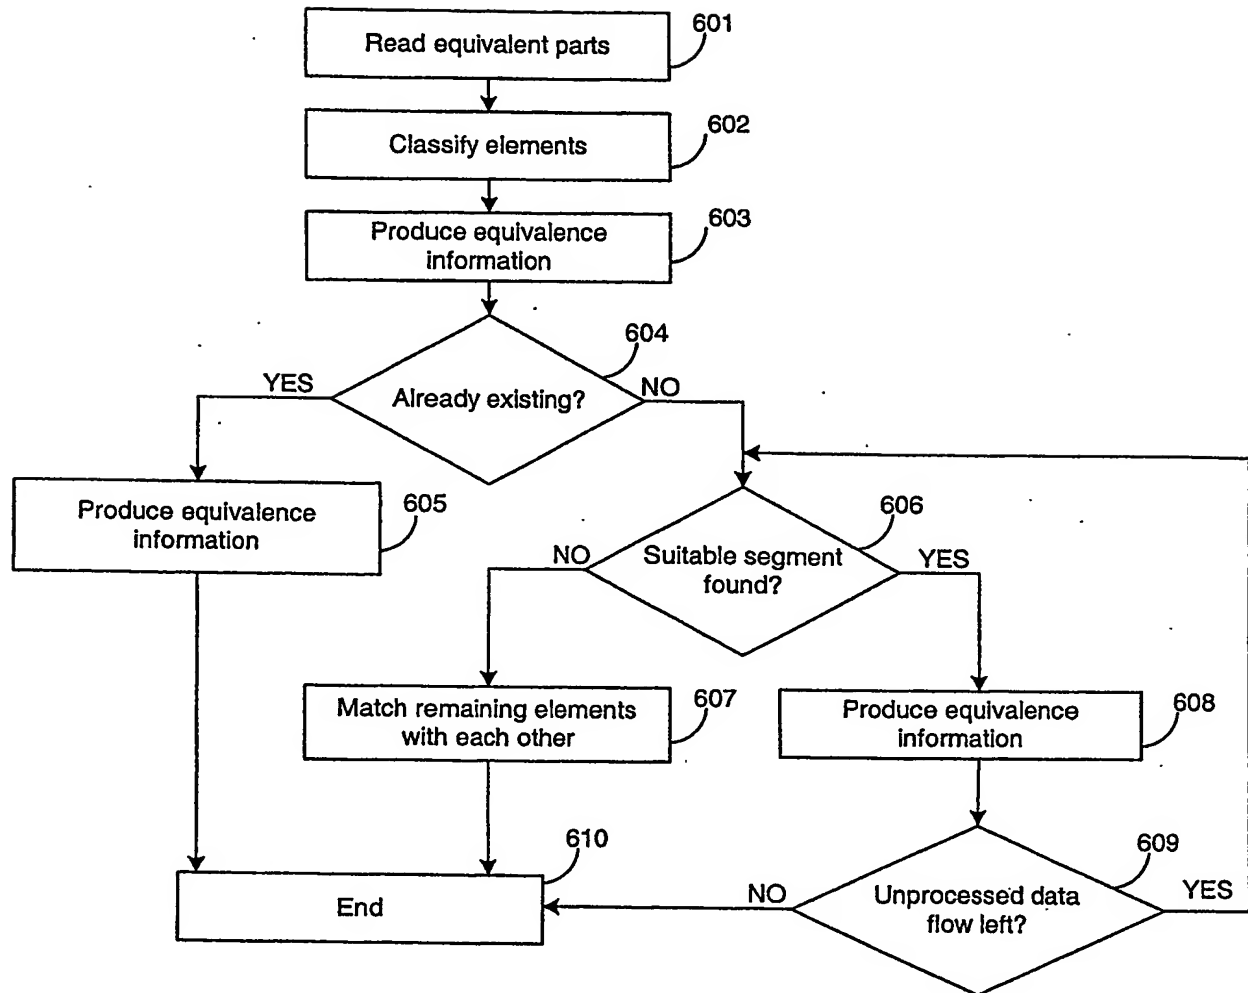 Read equivalent parts
601
Classify elements
602
Produce equivalence
information
603
Already existing?
604
YES
NO
Produce equivalence
information
605
Suitable segment
found?
606
NO
YES
Match remaining elements
with each other
607
Produce equivalence
information
608
Unprocessed data
flow left?
609
NO
YES
End
610